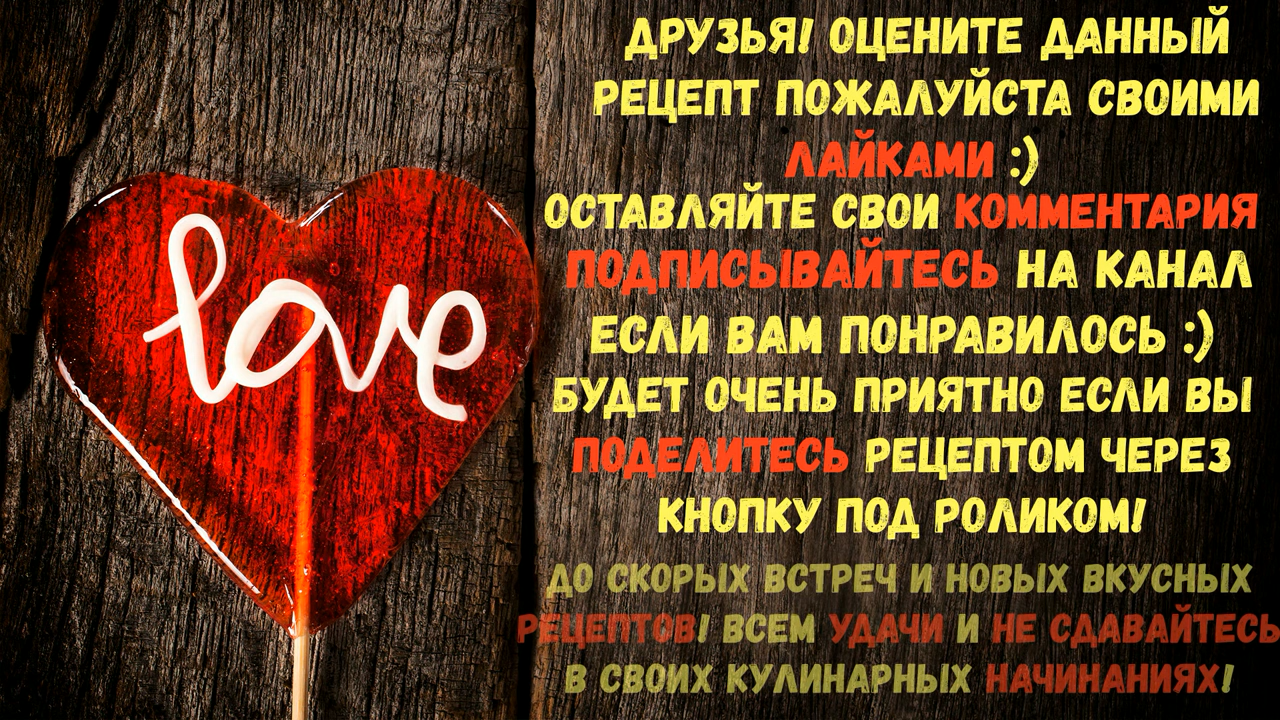 love
ДРУЗЬЯ! ОЦЕНИТЕ ДАННЫЙ
РЕЦЕПТ ПОЖАЛУЙСТА СВОИМИ
ЛАЙКАМИ :)
ОСТАВЛЯЙТЕ СВОИ КОММЕНТАРИЯ
ПОДПИСЫВАЙТЕСЬ НА КАНАЛ
ЕСЛИ ВАМ ПОНРАВИЛОСЬ :)
БУДЕТ ОЧЕНЬ ПРИЯТНО ЕСЛИ ВЫ
ПОДЕЛИТЕСЬ РЕЦЕПТОМ ЧЕРЕЗ
КНОПКУ ПОД РОЛИКОМ!
ДО СКОРЫХ ВСТРЕЧ И НОВЫХ ВКУСНЫХ
РЕЦЕПТОВ! ВСЕМ УДАЧИ И НЕ СДАВАЙТЕСЬ
В СВОИХ КУЛИНАРНЫХ НАЧИНАНИЯХ!